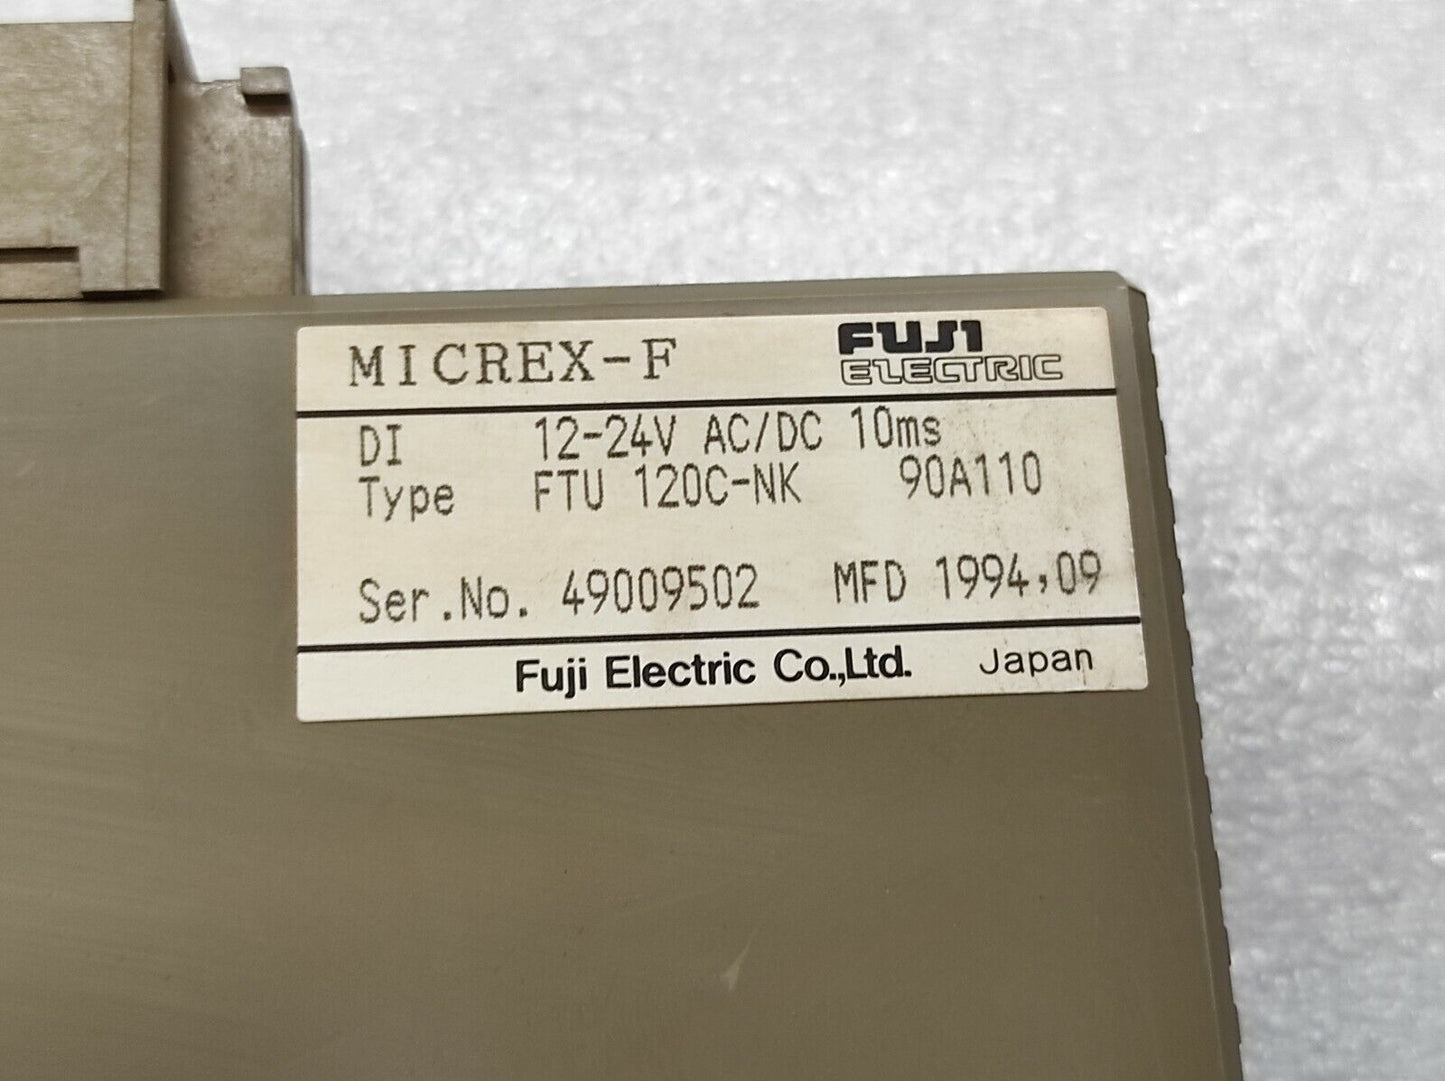 MICREX-F FUJI
ELECTRIC
DI 12-24V AC/DC 10ms
Type FTU 120C-NK 90A110
Ser.No. 49009502 MFD 1994,09
Fuji Electric Co.,Ltd. Japan